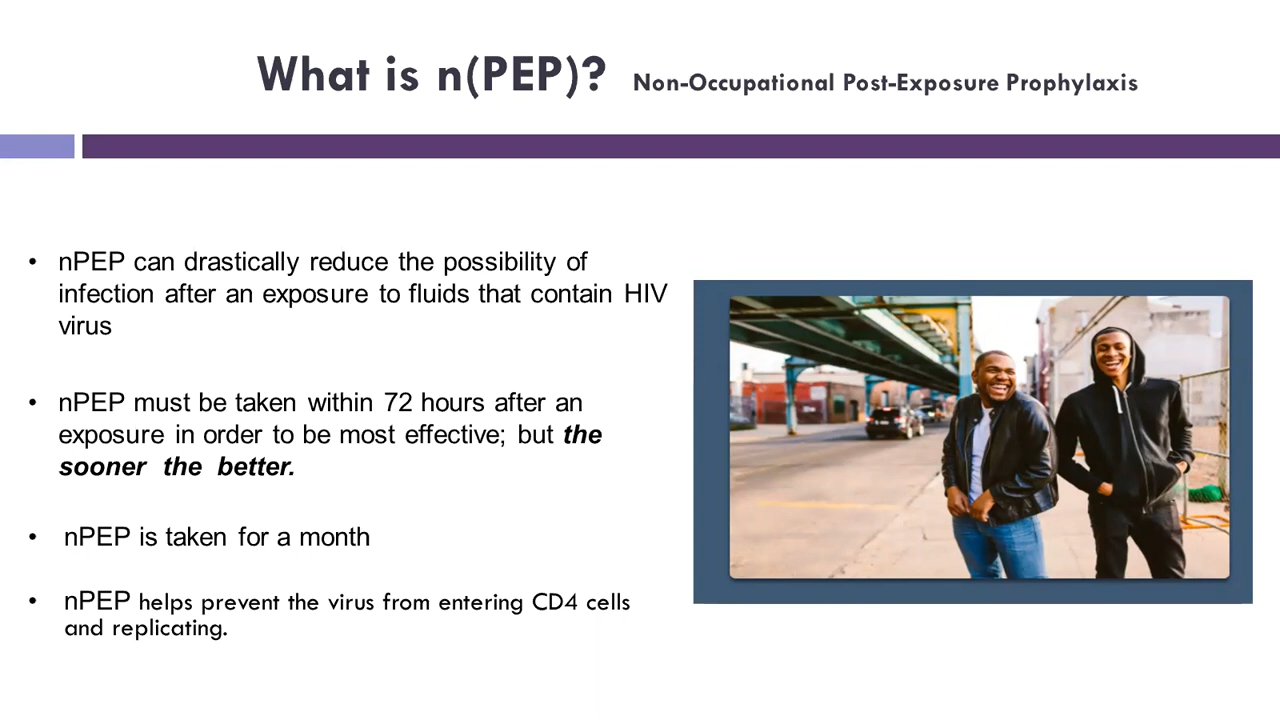 What is n(PEP)? Non-Occupational Post-Exposure Prophylaxis
• nPEP can drastically reduce the possibility of
infection after an exposure to fluids that contain HIV
virus
• nPEP must be taken within 72 hours after an
exposure in order to be most effective; but the
sooner the better.
• nPEP is taken for a month
• nPEP helps prevent the virus from entering CD4 cells
and replicating.